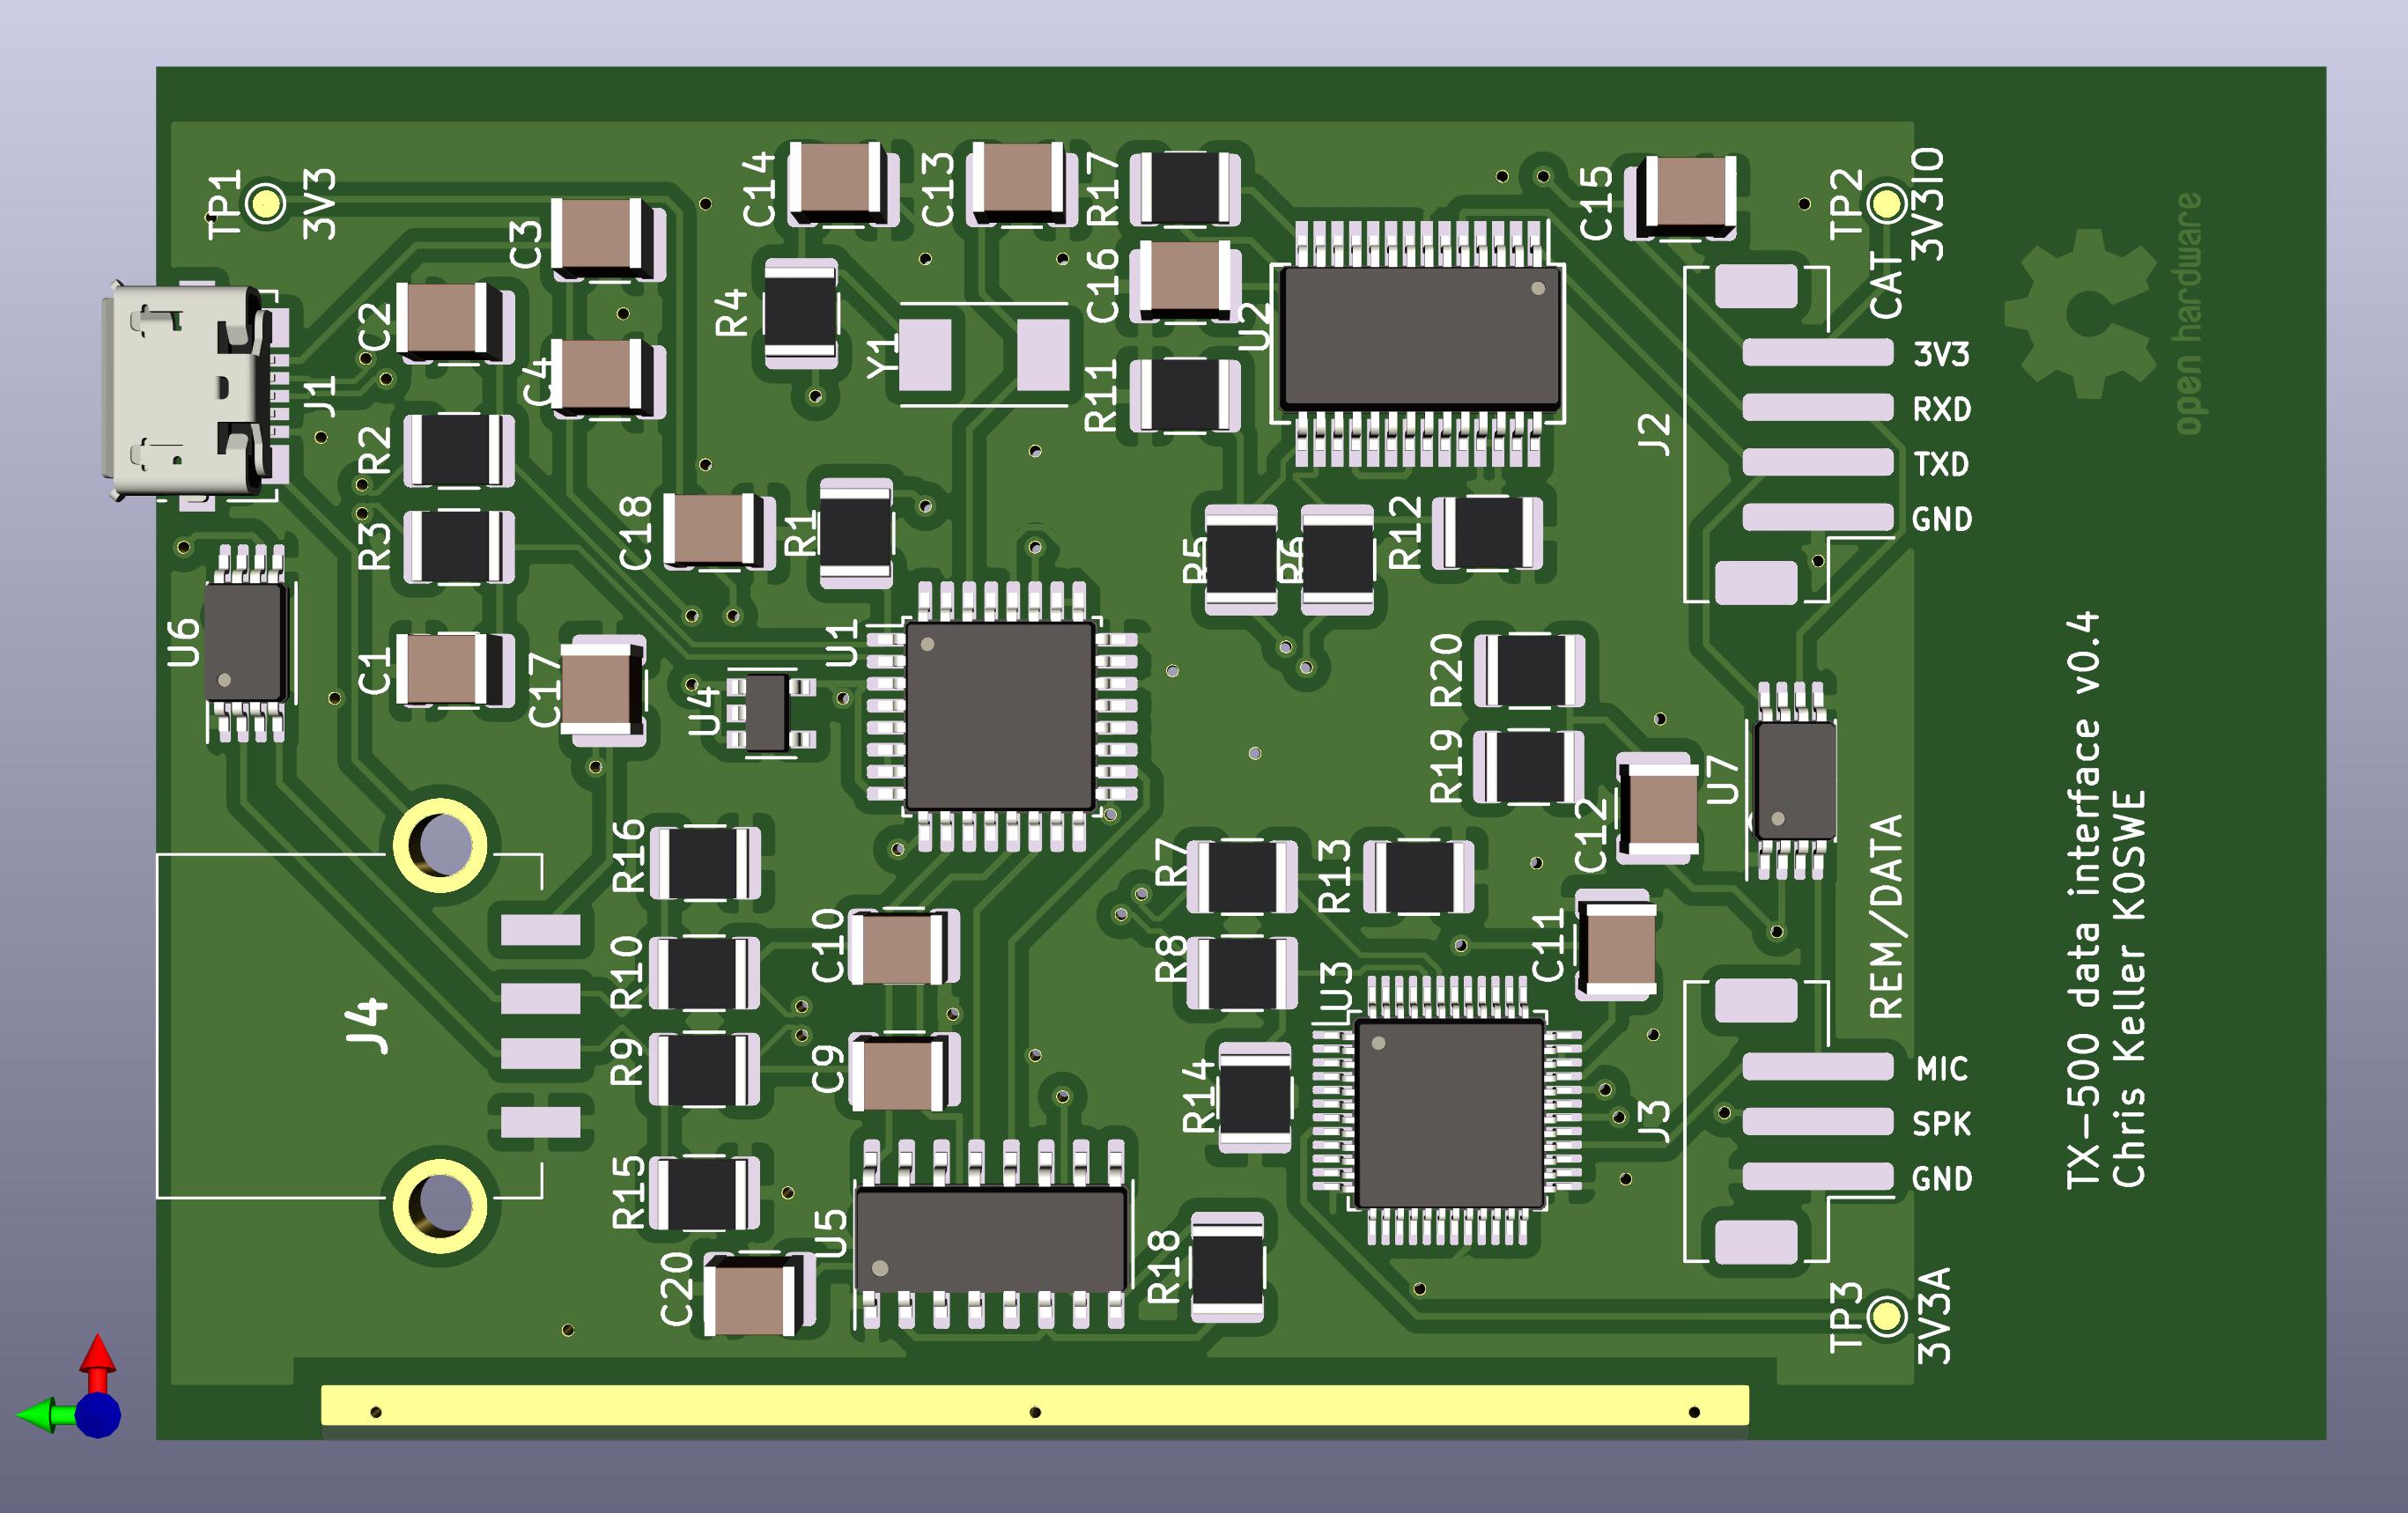 TP1
3V3
C3
C2
C4
J1
R2
R3
C14
C13
R17
R4
Y1
C16
U2
R11
C15
TP2
3V3IO
CAT
3V3
RXD
TXD
GND
J2
open hardware
C18
R1
R5
R6
R12
U6
C1
C17
U4
U1
R20
R19
U7
C12
R16
R7
R13
C11
R10
C10
R8
U3
REM/DATA
J4
R9
C9
R14
J3
MIC
SPK
GND
R15
U5
R18
C20
TP3
3V3A
TX-500 data interface v0.4
Chris Keller K0SWE